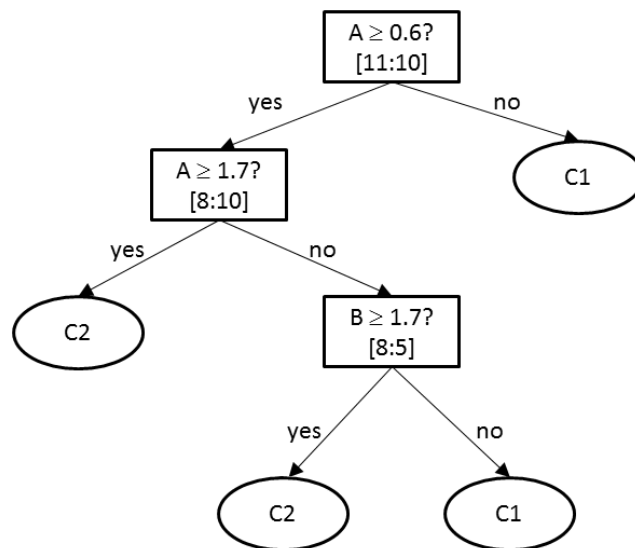 A ≥ 0.6?
[11:10]
yes
no
A ≥ 1.7?
[8:10]
C1
yes
no
C2
B ≥ 1.7?
[8:5]
yes
no
C2
C1